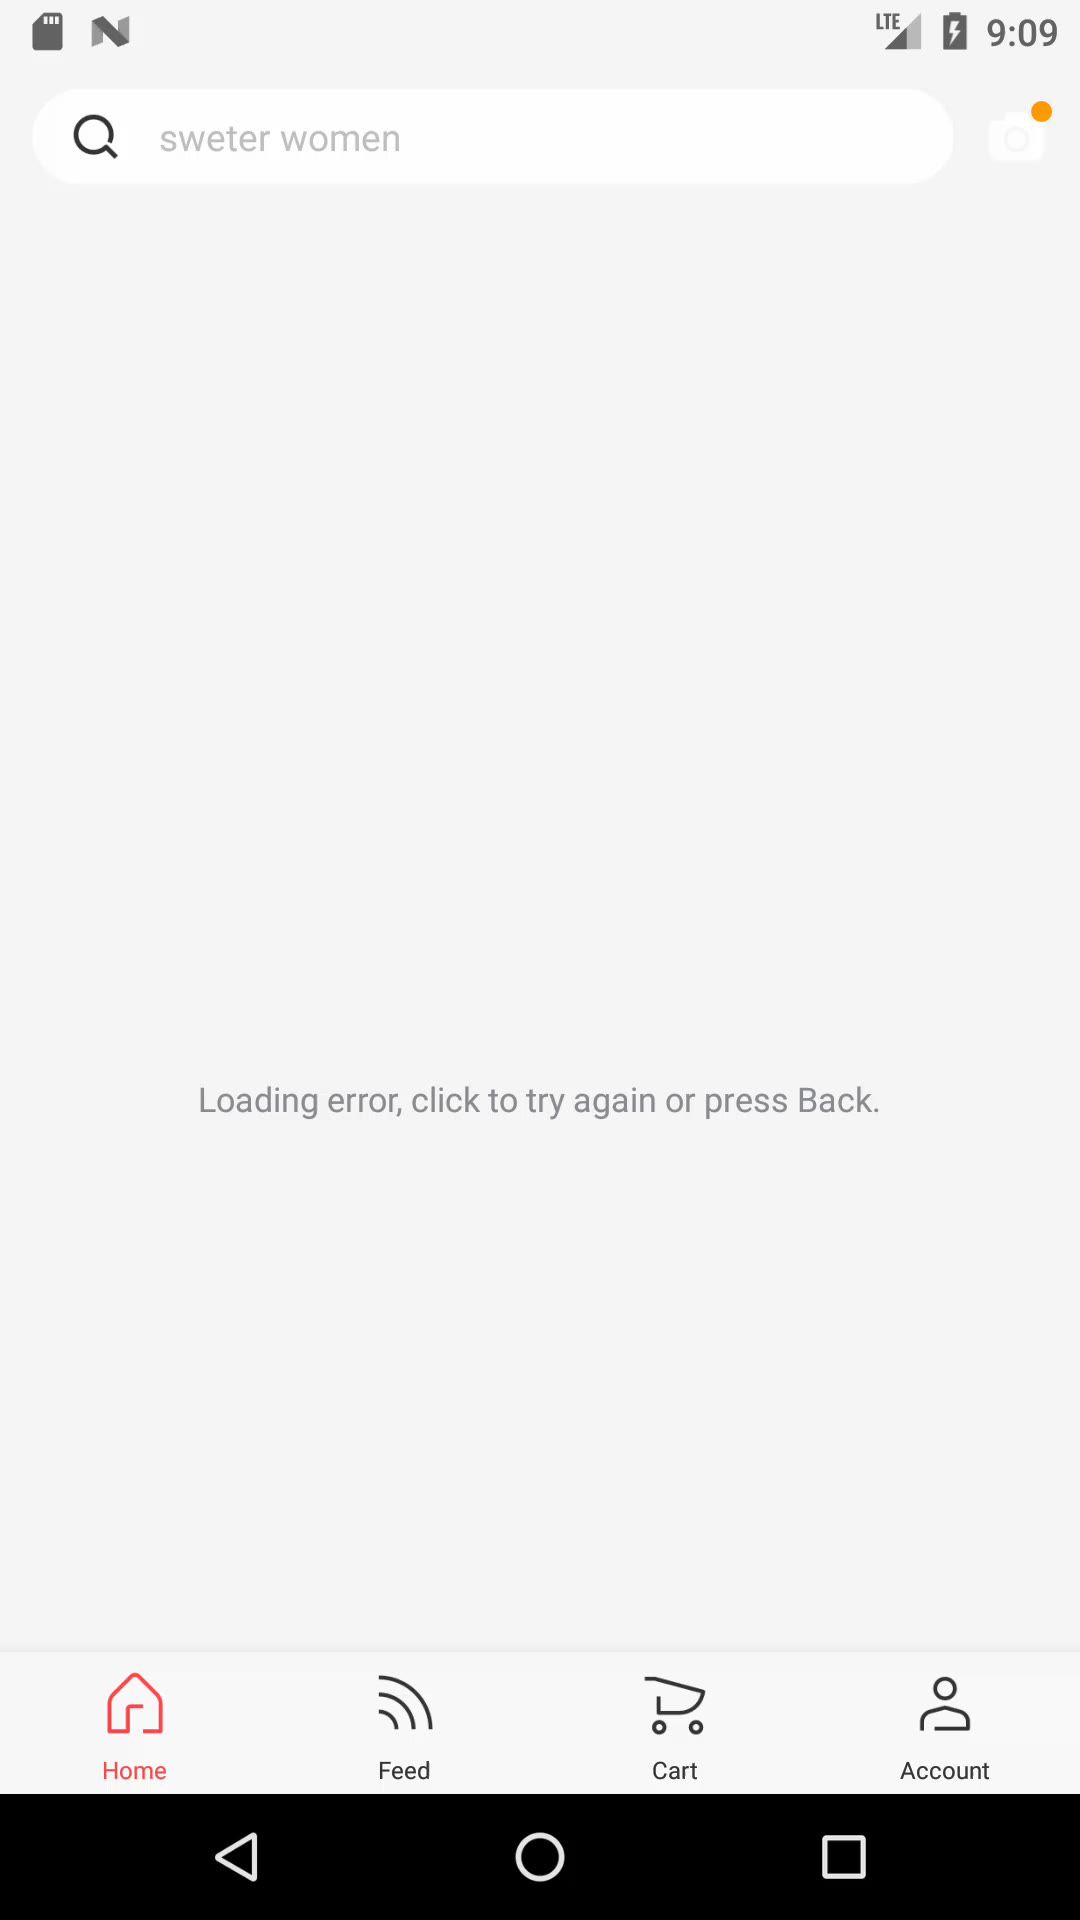 LTE 9:09
sweter women
Loading error, click to try again or press Back.
Home Feed Cart Account